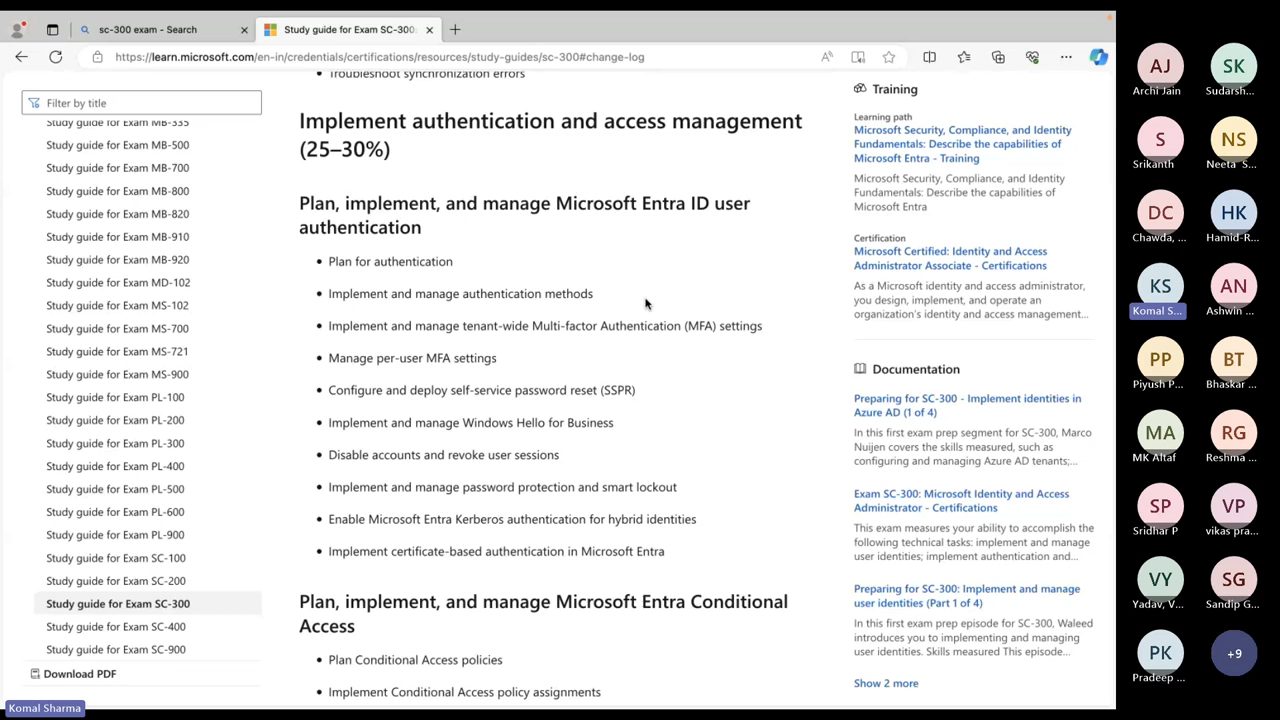 sc-300 exam - Search
Study guide for Exam SC-300:
https://learn.microsoft.com/en-in/credentials/certifications/resources/study-guides/sc-300#change-log
Filter by title
Study guide for Exam MB-335
Study guide for Exam MB-500
Study guide for Exam MB-700
Study guide for Exam MB-800
Study guide for Exam MB-820
Study guide for Exam MB-910
Study guide for Exam MB-920
Study guide for Exam MD-102
Study guide for Exam MS-102
Study guide for Exam MS-700
Study guide for Exam MS-721
Study guide for Exam MS-900
Study guide for Exam PL-100
Study guide for Exam PL-200
Study guide for Exam PL-300
Study guide for Exam PL-400
Study guide for Exam PL-500
Study guide for Exam PL-600
Study guide for Exam PL-900
Study guide for Exam SC-100
Study guide for Exam SC-200
Study guide for Exam SC-300
Study guide for Exam SC-400
Study guide for Exam SC-900
Download PDF
Komal Sharma
Troubleshoot synchronization errors
Implement authentication and access management
(25–30%)
Plan, implement, and manage Microsoft Entra ID user
authentication
• Plan for authentication
• Implement and manage authentication methods
• Implement and manage tenant-wide Multi-factor Authentication (MFA) settings
• Manage per-user MFA settings
• Configure and deploy self-service password reset (SSPR)
• Implement and manage Windows Hello for Business
• Disable accounts and revoke user sessions
• Implement and manage password protection and smart lockout
• Enable Microsoft Entra Kerberos authentication for hybrid identities
• Implement certificate-based authentication in Microsoft Entra
Plan, implement, and manage Microsoft Entra Conditional
Access
• Plan Conditional Access policies
• Implement Conditional Access policy assignments
Training
Learning path
Microsoft Security, Compliance, and Identity
Fundamentals: Describe the capabilities of
Microsoft Entra - Training
Microsoft Security, Compliance, and Identity
Fundamentals: Describe the capabilities of
Microsoft Entra
Certification
Microsoft Certified: Identity and Access
Administrator Associate - Certifications
As a Microsoft identity and access administrator,
you design, implement, and operate an
organization's identity and access management...
Documentation
Preparing for SC-300 - Implement identities in
Azure AD (1 of 4)
In this first exam prep segment for SC-300, Marco
Nuijen covers the skills measured, such as
configuring and managing Azure AD tenants;...
Exam SC-300: Microsoft Identity and Access
Administrator - Certifications
This exam measures your ability to accomplish the
following technical tasks: implement and manage
user identities; implement authentication and...
Preparing for SC-300: Implement and manage
user identities (Part 1 of 4)
In this first exam prep episode for SC-300, Waleed
introduces you to implementing and managing
user identities. Skills measured This episode...
Show 2 more
AJ
Archi Jain
SK
Sudarsh...
S
Srikanth
NS
Neeta S...
DC
Chawda, ...
HK
Hamid-R...
KS
Komal S...
AN
Ashwin ...
PP
Piyush P...
BT
Bhaskar ...
MA
MK Altaf
RG
Reshma ...
SP
Sridhar P
VP
vikas pra...
VY
Yadav, V...
SG
Sandip G...
PK
Pradeep ...
+9